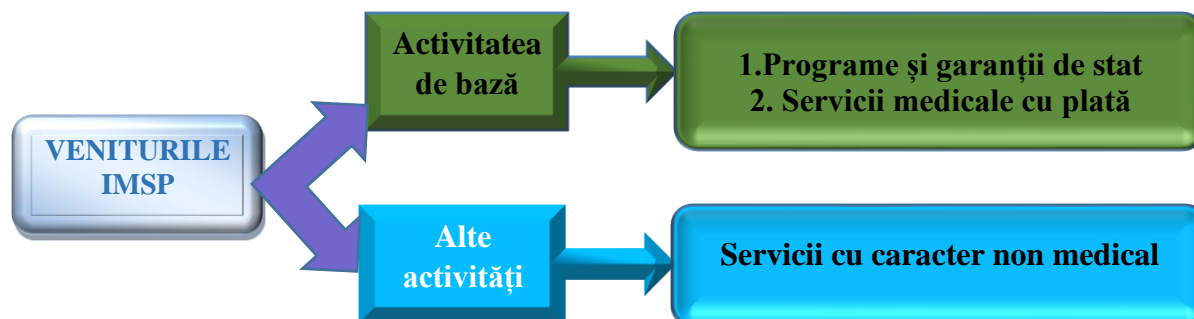 VENITURILE
IMSP
Activitatea
de bază
1.Programe și garanții de stat
2. Servicii medicale cu plată
Alte
activități
Servicii cu caracter non medical